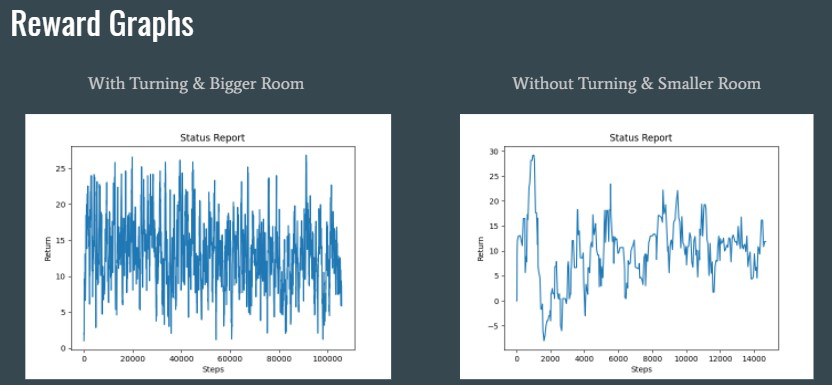 Reward Graphs
With Turning & Bigger Room
Without Turning & Smaller Room
Status Report
25
20
15
10
5
0
Return
0 20000 40000 60000 80000 100000
Steps
Status Report
30
25
20
15
10
5
0
−5
Return
0 2000 4000 6000 8000 10000 12000 14000
Steps